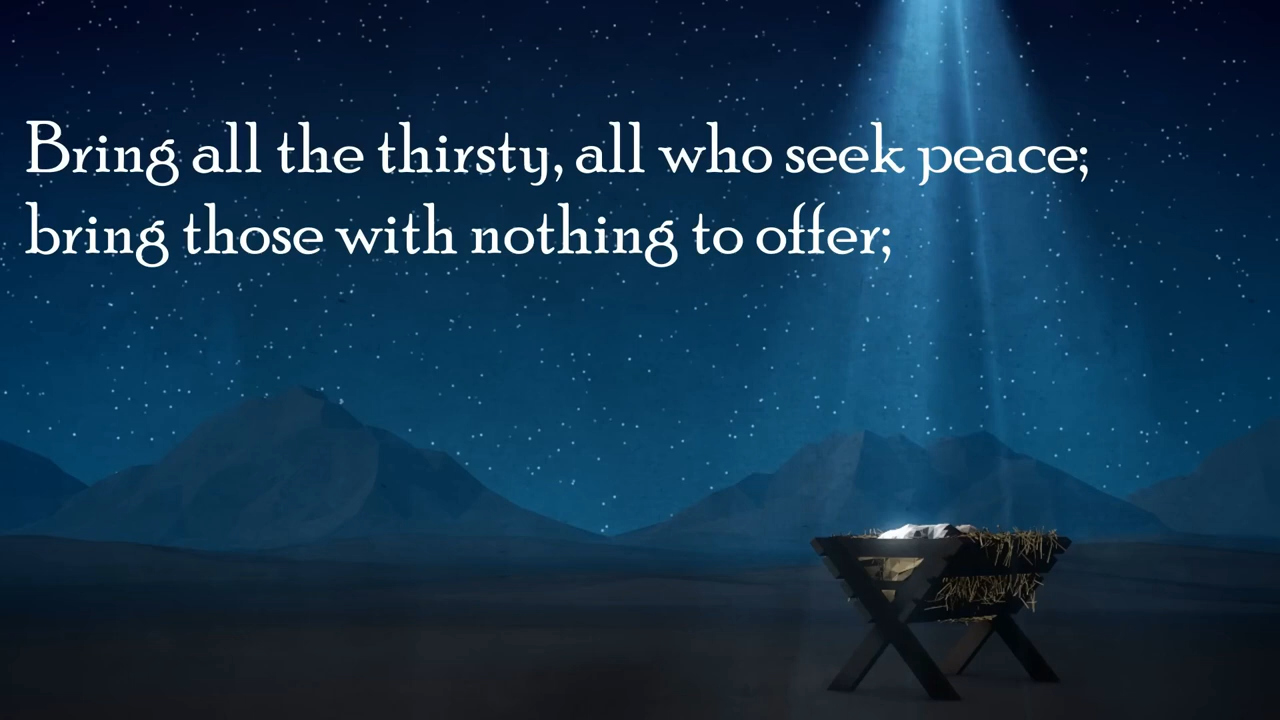 Bring all the thirsty, all who seek peace;
bring those with nothing to offer;